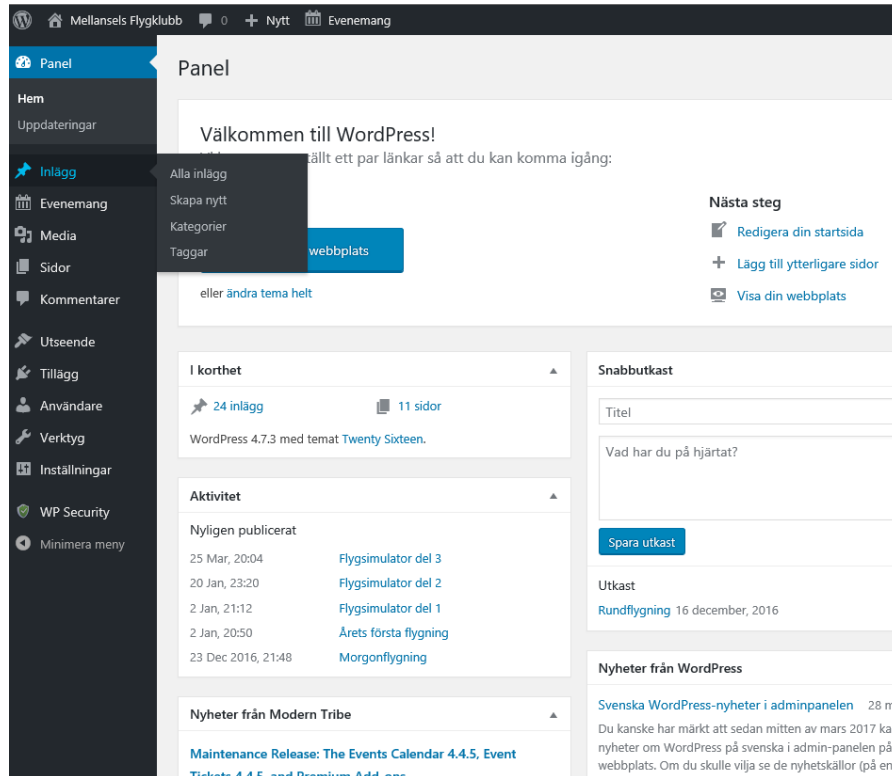 Mellansels Flygklubb 0 Nytt Evenemang
Panel
Hem
Uppdateringar
Inlägg
Evenemang
Media
Sidor
Kommentarer
Utseende
Tillägg
Användare
Verktyg
Inställningar
WP Security
Minimera meny
Alla inlägg
Skapa nytt
Kategorier
Taggar
Panel
Välkommen till WordPress!
ett par länkar så att du kan komma igång:
webbplats
eller ändra tema helt
Nästa steg
Redigera din startsida
Lägg till ytterligare sidor
Visa din webbplats
I korthet
24 inlägg 11 sidor
WordPress 4.7.3 med temat Twenty Sixteen.
Aktivitet
Nyligen publicerat
25 Mar, 20:04 Flygsimulator del 3
20 Jan, 23:20 Flygsimulator del 2
2 Jan, 21:12 Flygsimulator del 1
2 Jan, 20:50 Årets första flygning
23 Dec 2016, 21:48 Morgonflygning
Nyheter från Modern Tribe
Maintenance Release: The Events Calendar 4.4.5, Event
Tickets 4.4.5, and Premium Add-ons
Snabbutkast
Titel
Vad har du på hjärtat?
Spara utkast
Utkast
Rundflygning 16 december, 2016
Nyheter från WordPress
Svenska WordPress-nyheter i adminpanelen 28 m
Du kanske har märkt att sedan mitten av mars 2017 ka
nyheter om WordPress på svenska i admin-panelen på
webbplats. Om du skulle vilja se de nyhetskällor (på en